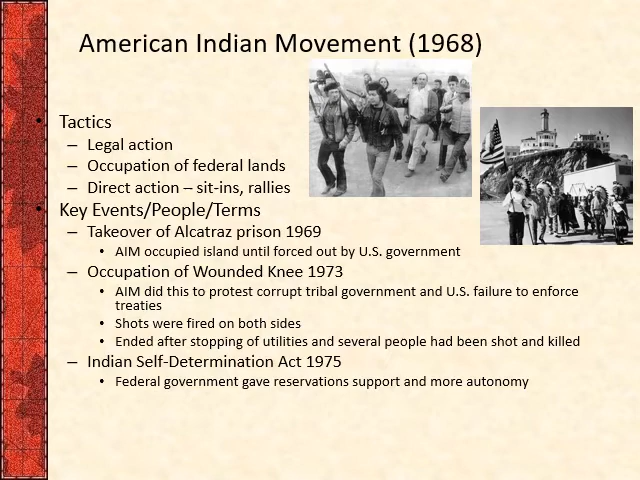 American Indian Movement (1968)
• Tactics
– Legal action
– Occupation of federal lands
– Direct action – sit-ins, rallies
• Key Events/People/Terms
– Takeover of Alcatraz prison 1969
• AIM occupied island until forced out by U.S. government
– Occupation of Wounded Knee 1973
• AIM did this to protest corrupt tribal government and U.S. failure to enforce
treaties
• Shots were fired on both sides
• Ended after stopping of utilities and several people had been shot and killed
– Indian Self-Determination Act 1975
• Federal government gave reservations support and more autonomy